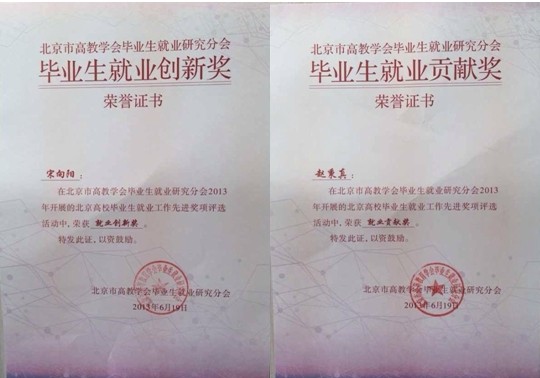 北京市高教学会毕业生就业研究分会
毕业生就业创新奖
荣誉证书
宋向阳：
在北京市高教学会毕业生就业研究分会2013
年开展的北京高校毕业生就业工作先进奖项评选
活动中，荣获 就业创新奖 。
特发此证，以资鼓励。
北京市高教学会毕业生就业研究分会
2013年6月19日
北京市高教学会毕业生就业研究分会
毕业生就业贡献奖
荣誉证书
赵秉真：
在北京市高教学会毕业生就业研究分会2013
年开展的北京高校毕业生就业工作先进奖项评选
活动中，荣获 就业贡献奖 。
特发此证，以资鼓励。
北京市高教学会毕业生就业研究分会
2013年6月19日